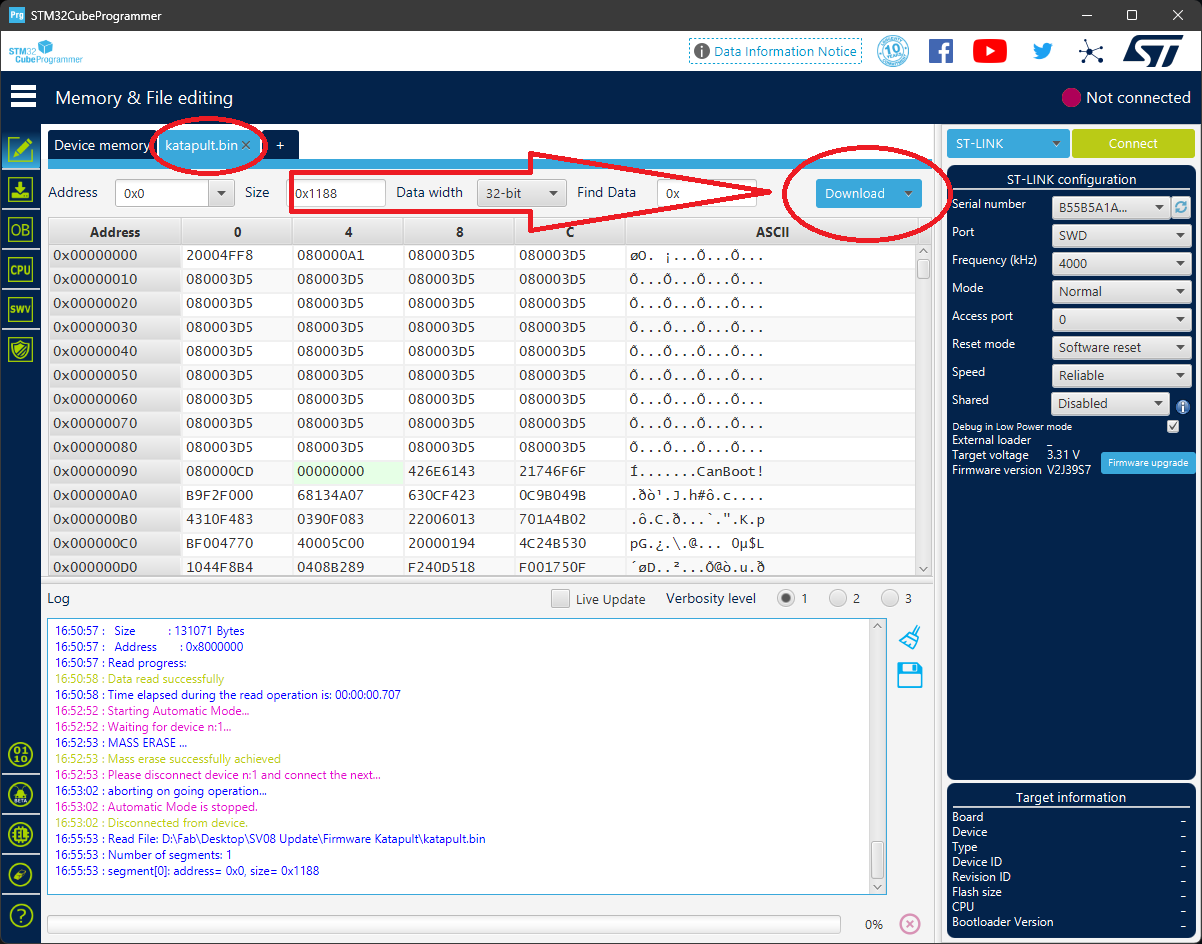 Prg STM32CubeProgrammer
STM32
CubeProgrammer
Data Information Notice
10
Memory & File editing
Not connected
Device memory katapult.bin +
ST-LINK Connect
Address 0x0 Size 0x1188 Data width 32-bit Find Data 0x Download
Address 0 4 8 C ASCII
0x00000000 20004FF8 080000A1 080003D5 080003D5 øO. ¡...Õ...Õ...
0x00000010 080003D5 080003D5 080003D5 080003D5 Õ...Õ...Õ...Õ...
0x00000020 080003D5 080003D5 080003D5 080003D5 Õ...Õ...Õ...Õ...
0x00000030 080003D5 080003D5 080003D5 080003D5 Õ...Õ...Õ...Õ...
0x00000040 080003D5 080003D5 080003D5 080003D5 Õ...Õ...Õ...Õ...
0x00000050 080003D5 080003D5 080003D5 080003D5 Õ...Õ...Õ...Õ...
0x00000060 080003D5 080003D5 080003D5 080003D5 Õ...Õ...Õ...Õ...
0x00000070 080003D5 080003D5 080003D5 080003D5 Õ...Õ...Õ...Õ...
0x00000080 080003D5 080003D5 080003D5 080003D5 Õ...Õ...Õ...Õ...
0x00000090 080000CD 00000000 426E6143 21746F6F Í.......CanBoot!
0x000000A0 B9F2F000 68134A07 630CF423 0C9B049B .ðò¹.J.h#ô.c....
0x000000B0 4310F483 0390F083 22006013 701A4B02 .ô.C.ð...`.".K.p
0x000000C0 BF004770 40005C00 20000194 4C24B530 pG.¿.\.@... 0µ$L
0x000000D0 1044F8B4 0408B289 F240D518 F001750F ´øD..²...Õ@ò.u.ð
OB
CPU
SWV
ST-LINK configuration
Serial number B55B5A1A...
Port SWD
Frequency (kHz) 4000
Mode Normal
Access port 0
Reset mode Software reset
Speed Reliable
Shared Disabled
Debug in Low Power mode
External loader _
Target voltage 3.31 V
Firmware version V2J39S7
Firmware upgrade
Log Live Update Verbosity level 1 2 3
16:50:57 : Size : 131071 Bytes
16:50:57 : Address : 0x8000000
16:50:57 : Read progress:
16:50:58 : Data read successfully
16:50:58 : Time elapsed during the read operation is: 00:00:00.707
16:52:52 : Starting Automatic Mode...
16:52:52 : Waiting for device n:1...
16:52:53 : MASS ERASE ...
16:52:53 : Mass erase successfully achieved
16:52:53 : Please disconnect device n:1 and connect the next...
16:53:02 : aborting on going operation...
16:53:02 : Automatic Mode is stopped.
16:53:02 : Disconnected from device.
16:55:53 : Read File: D:\Fab\Desktop\SV08 Update\Firmware Katapult\katapult.bin
16:55:53 : Number of segments: 1
16:55:53 : segment[0]: address= 0x0, size= 0x1188
01
10
BETA
0%
Target information
Board _
Device _
Type _
Device ID _
Revision ID _
Flash size _
CPU _
Bootloader Version _